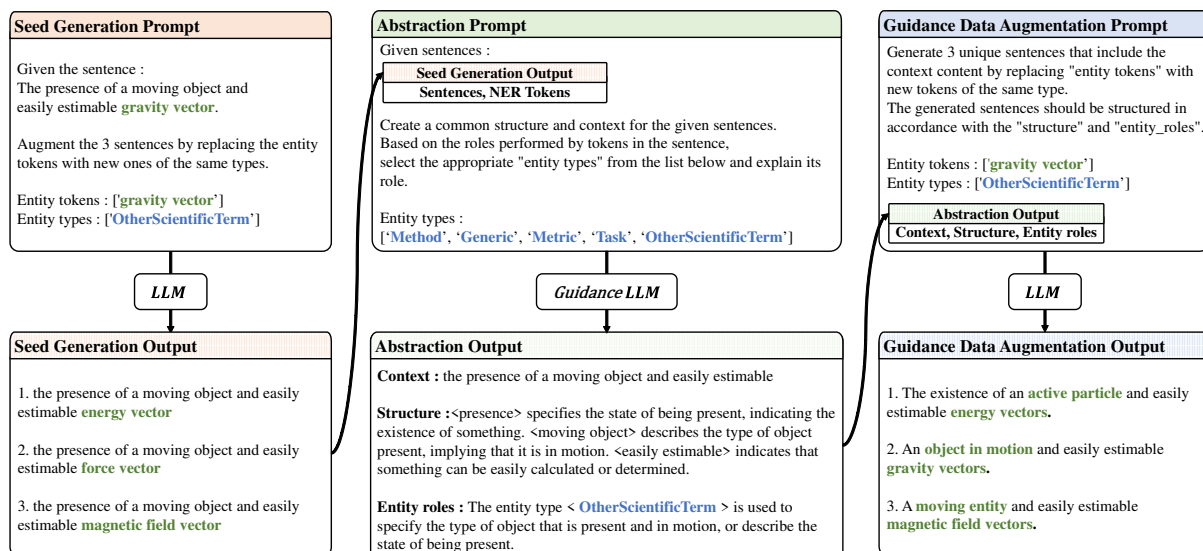 Seed Generation Prompt
Given the sentence :
The presence of a moving object and
easily estimable gravity vector.
Augment the 3 sentences by replacing the entity
tokens with new ones of the same types.
Entity tokens : ['gravity vector’]
Entity types : ['OtherScientificTerm’]
LLM
Seed Generation Output
1. the presence of a moving object and easily
estimable energy vector
2. the presence of a moving object and easily
estimable force vector
3. the presence of a moving object and easily
estimable magnetic field vector
Abstraction Prompt
Given sentences :
Seed Generation Output
Sentences, NER Tokens
Create a common structure and context for the given sentences.
Based on the roles performed by tokens in the sentence,
select the appropriate "entity types" from the list below and explain its
role.
Entity types :
[‘Method’, ‘Generic’, ‘Metric’, ‘Task’, ‘OtherScientificTerm’]
Guidance LLM
Abstraction Output
Context : the presence of a moving object and easily estimable
Structure :<presence> specifies the state of being present, indicating the
existence of something. <moving object> describes the type of object
present, implying that it is in motion. <easily estimable> indicates that
something can be easily calculated or determined.
Entity roles : The entity type < OtherScientificTerm > is used to
specify the type of object that is present and in motion, or describe the
state of being present.
Guidance Data Augmentation Prompt
Generate 3 unique sentences that include the
context content by replacing "entity tokens" with
new tokens of the same type.
The generated sentences should be structured in
accordance with the "structure" and "entity_roles".
Entity tokens : ['gravity vector’]
Entity types : ['OtherScientificTerm’]
Abstraction Output
Context, Structure, Entity roles
LLM
Guidance Data Augmentation Output
1. The existence of an active particle and easily
estimable energy vectors.
2. An object in motion and easily estimable
gravity vectors.
3. A moving entity and easily estimable
magnetic field vectors.